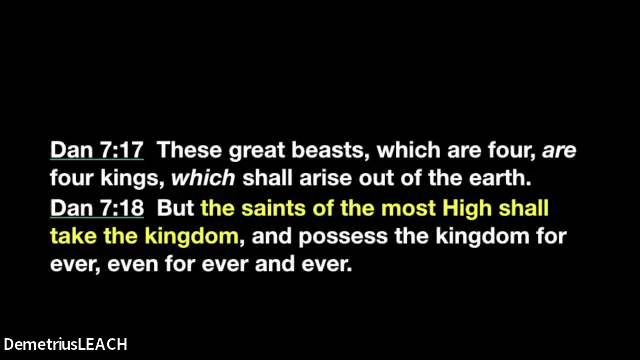 Dan 7:17 These great beasts, which are four, are
four kings, which shall arise out of the earth.
Dan 7:18 But the saints of the most High shall
take the kingdom, and possess the kingdom for
ever, even for ever and ever.
DemetriusLEACH